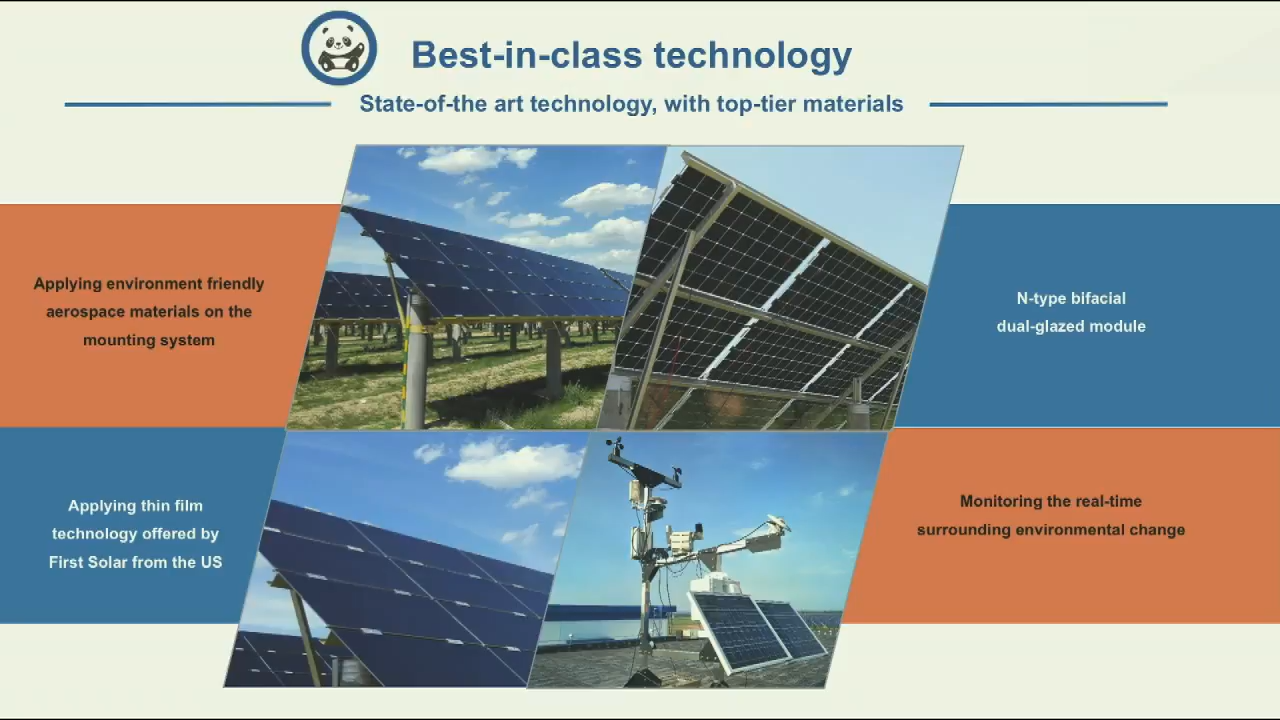 Best-in-class technology
State-of-the art technology, with top-tier materials
Applying environment friendly
aerospace materials on the
mounting system
N-type bifacial
dual-glazed module
Applying thin film
technology offered by
First Solar from the US
Monitoring the real-time
surrounding environmental change